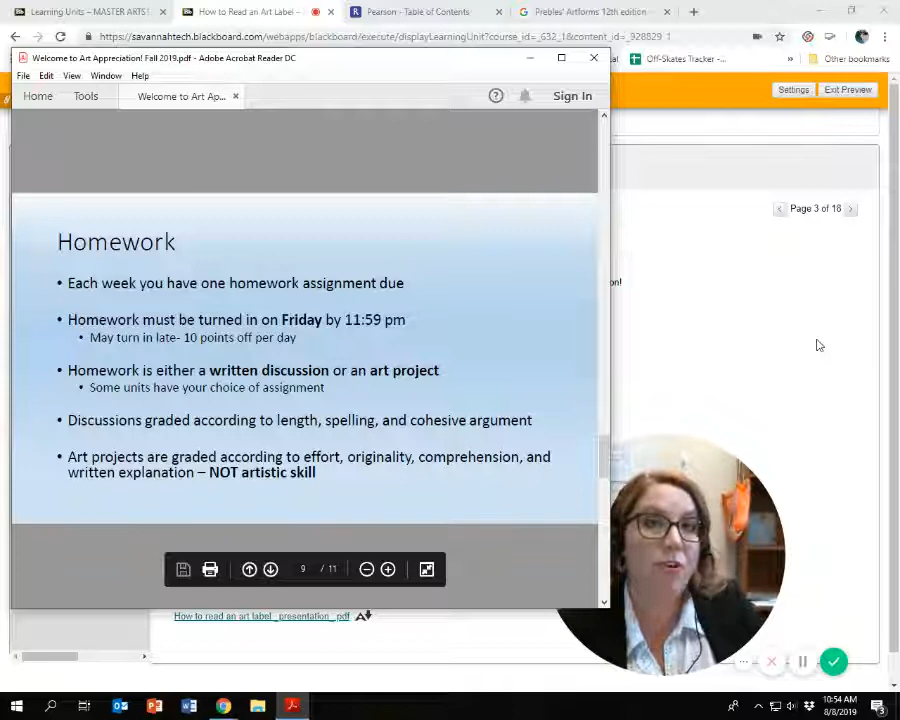 Learning Units – MASTER ARTS!
How to Read an Art Label –
Pearson - Table of Contents
Prebles' Artforms 12th edition
https://savannahtech.blackboard.com/webapps/blackboard/execute/displayLearningUnit?course_id=_632_1&content_id=_928829_1
Welcome to Art Appreciation! Fall 2019.pdf - Adobe Acrobat Reader DC
Off-Skates Tracker -...
Other bookmarks
File Edit View Window Help
Settings
Exit Preview
Home
Tools
Welcome to Art Ap...
Sign In
Page 3 of 18
Homework
• Each week you have one homework assignment due
on!
• Homework must be turned in on Friday by 11:59 pm
• May turn in late- 10 points off per day
• Homework is either a written discussion or an art project
• Some units have your choice of assignment
• Discussions graded according to length, spelling, and cohesive argument
• Art projects are graded according to effort, originality, comprehension, and
written explanation – NOT artistic skill
9 / 11
How to read an art label _presentation_.pdf
10:54 AM
8/8/2019
3